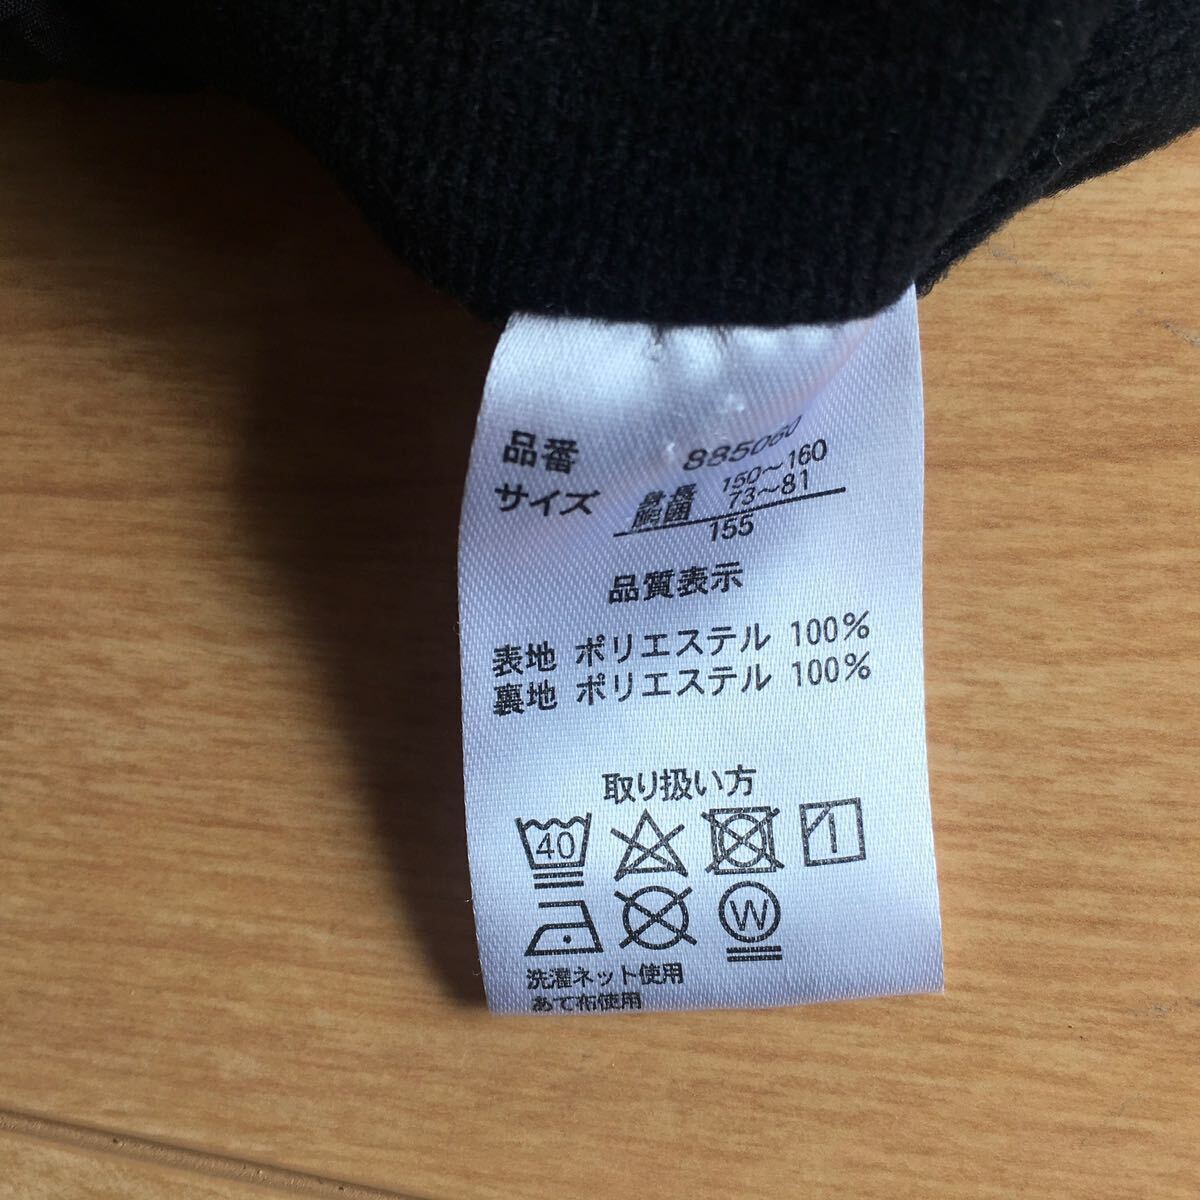 品番 885060
サイズ 身長 150～160
胸囲 73～81
155
品質表示
表地 ポリエステル 100%
裏地 ポリエステル 100%
取り扱い方
40 1
W
洗濯ネット使用
あて布使用